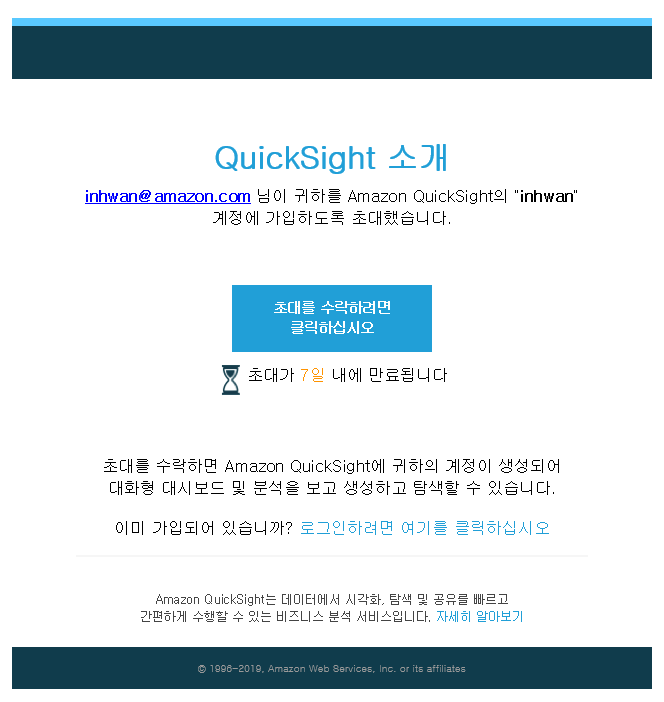 QuickSight 소개
inhwan@amazon.com 님이 귀하를 Amazon QuickSight의 "inhwan"
계정에 가입하도록 초대했습니다.
초대를 수락하려면
클릭하십시오
초대가 7일 내에 만료됩니다
초대를 수락하면 Amazon QuickSight에 귀하의 계정이 생성되어
대화형 대시보드 및 분석을 보고 생성하고 탐색할 수 있습니다.
이미 가입되어 있습니까? 로그인하려면 여기를 클릭하십시오
Amazon QuickSight는 데이터에서 시각화, 탐색 및 공유를 빠르고
간편하게 수행할 수 있는 비즈니스 분석 서비스입니다. 자세히 알아보기
© 1996-2019, Amazon Web Services, Inc. or its affiliates